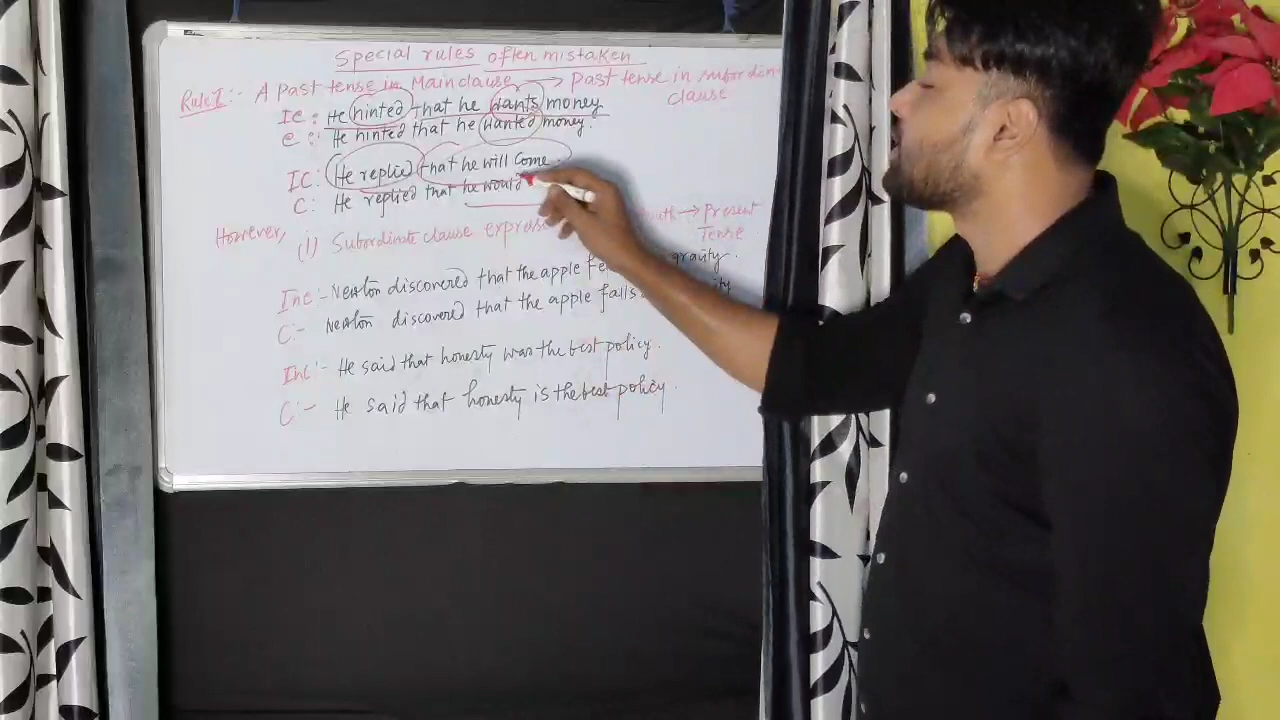 Special rules often mistaken
Rule I:- A Past tense in Main clause → Past tense in subordin
clause
IC: He hinted that he wants money
C: He hinted that he wanted money.
IC: He replied that he will come.
C: He replied that he would
However, (1) Subordinate clause express → Present
Tense
Inc:- Newton discovered that the apple gravity.
C:- Newton discovered that the apple falls
Inc:- He said that honesty was the best policy.
C:- He said that honesty is the best policy.